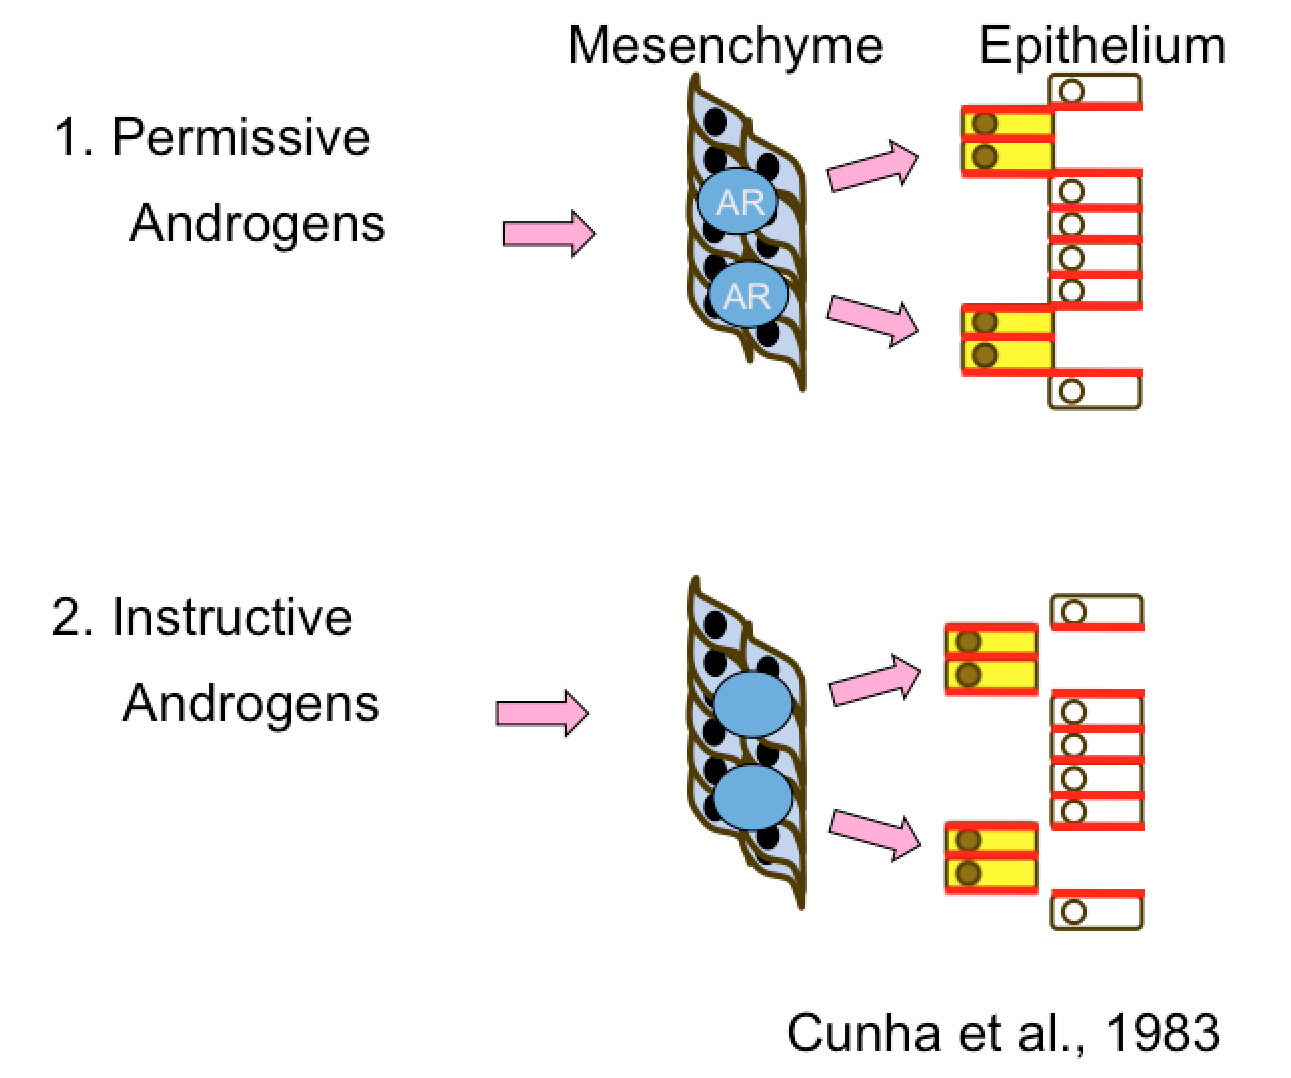 Mesenchyme Epithelium
1. Permissive
Androgens
AR
AR
2. Instructive
Androgens
Cunha et al., 1983